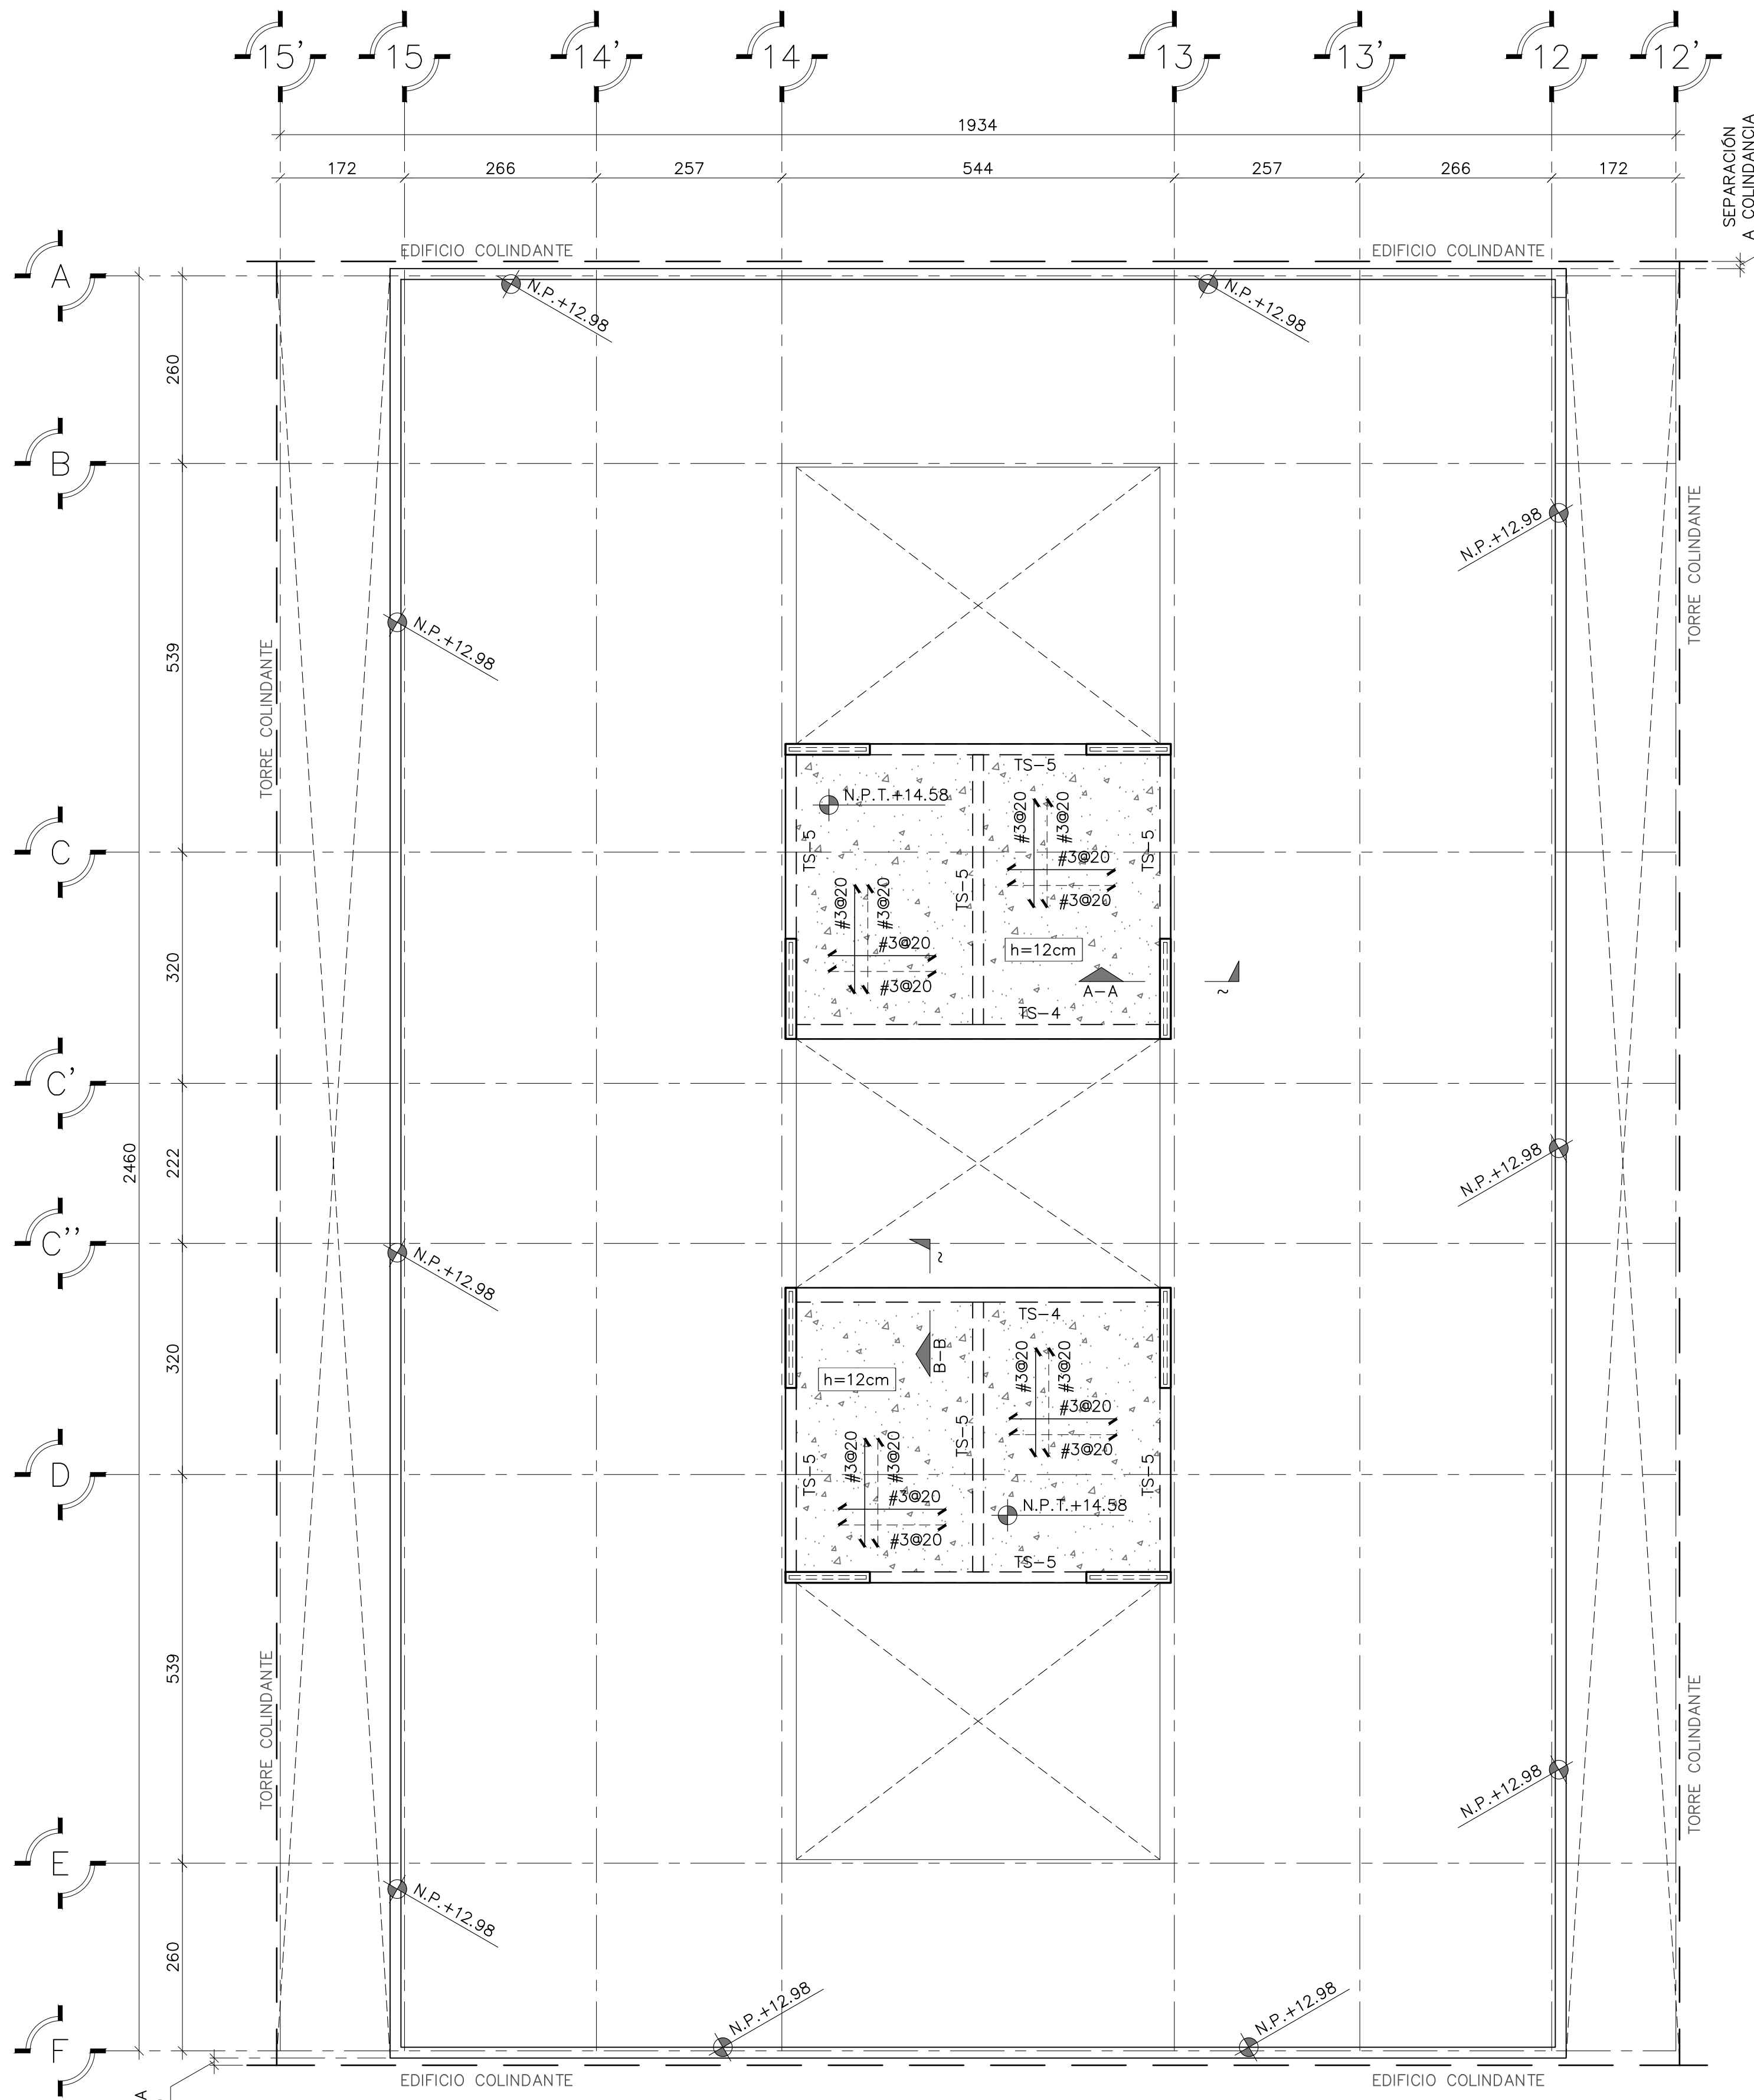 15' 15 14' 14 13 13' 12 12'
1934
172 266 257 544 257 266 172
SEPARACIÓN
A COLINDANCIA
EDIFICIO COLINDANTE EDIFICIO COLINDANTE
A
N.P.+12.98 N.P.+12.98
260
B
N.P.+12.98
TORRE COLINDANTE
N.P.+12.98
539
TORRE COLINDANTE
TS-5
N.P.T.+14.58
#3@20 #3@20
TS-5 TS-5
C
#3@20
TS-5
#3@20 #3@20
#3@20
#3@20
h=12cm
320
#3@20
A-A
TS-4
C'
2460
222
N.P.+12.98
C''
N.P.+12.98
TS-4
B-B
320
h=12cm
#3@20 #3@20
#3@20
TS-5
#3@20 #3@20
#3@20
D
TS-5 TS-5
#3@20
N.P.T.+14.58
#3@20
TS-5
539
TORRE COLINDANTE
TORRE COLINDANTE
N.P.+12.98
E
N.P.+12.98
260
N.P.+12.98 N.P.+12.98
F
EDIFICIO COLINDANTE EDIFICIO COLINDANTE
A